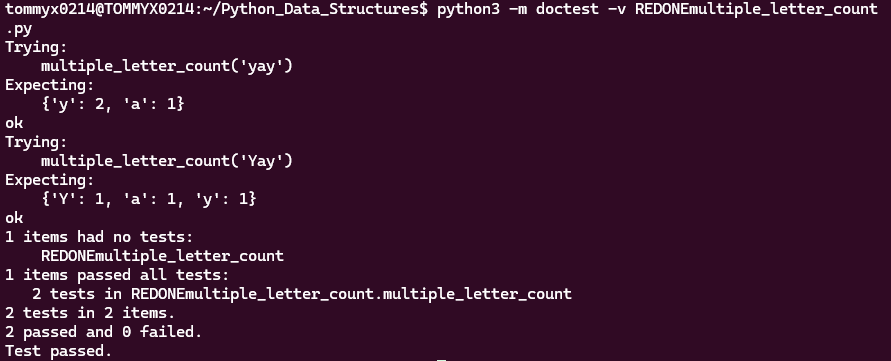 tommyx0214@TOMMYX0214:~/Python_Data_Structures$ python3 -m doctest -v REDONEmultiple_letter_count
.py
Trying:
    multiple_letter_count('yay')
Expecting:
    {'y': 2, 'a': 1}
ok
Trying:
    multiple_letter_count('Yay')
Expecting:
    {'Y': 1, 'a': 1, 'y': 1}
ok
1 items had no tests:
    REDONEmultiple_letter_count
1 items passed all tests:
   2 tests in REDONEmultiple_letter_count.multiple_letter_count
2 tests in 2 items.
2 passed and 0 failed.
Test passed.